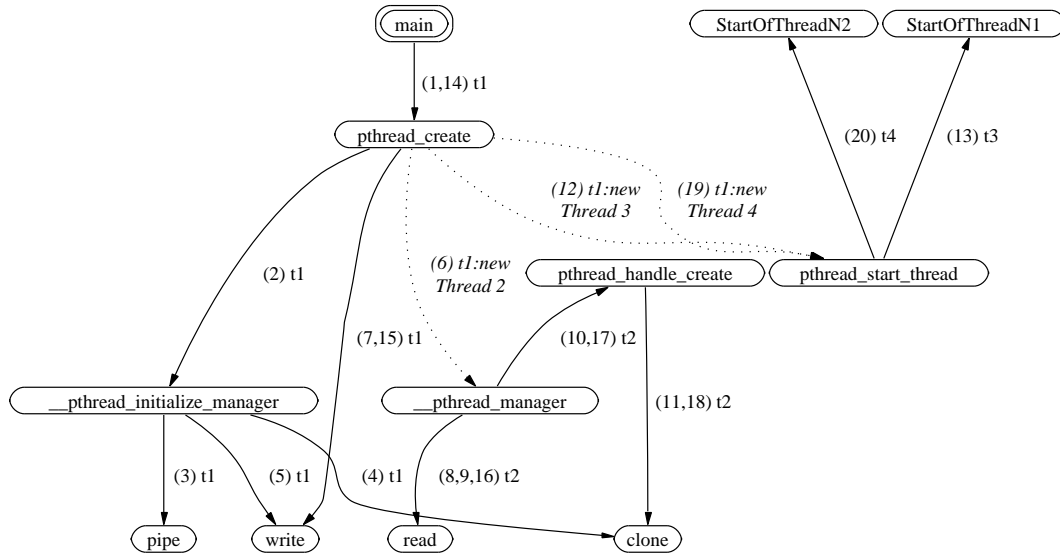 main
StartOfThreadN2
StartOfThreadN1
(1,14) t1
pthread_create
(20) t4
(13) t3
(12) t1:new
Thread 3
(19) t1:new
Thread 4
(2) t1
(6) t1:new
Thread 2
pthread_handle_create
pthread_start_thread
(7,15) t1
(10,17) t2
__pthread_initialize_manager
__pthread_manager
(11,18) t2
(3) t1
(5) t1
(4) t1
(8,9,16) t2
pipe
write
read
clone